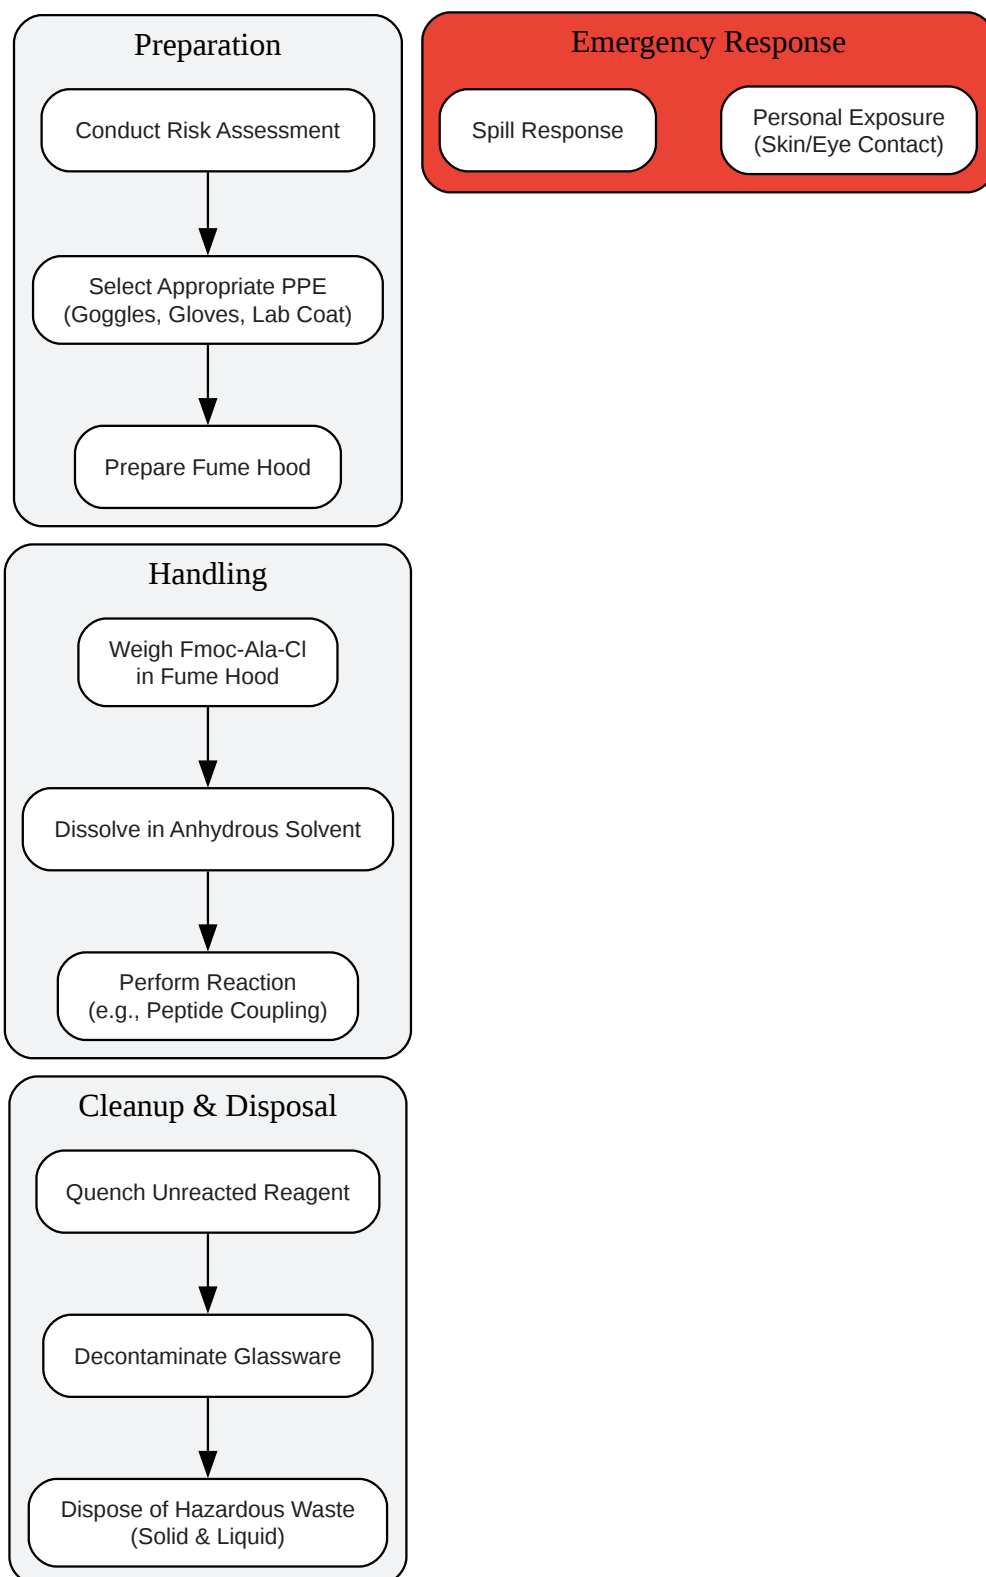 Preparation
Conduct Risk Assessment
Select Appropriate PPE
(Goggles, Gloves, Lab Coat)
Prepare Fume Hood
Emergency Response
Spill Response
Personal Exposure
(Skin/Eye Contact)
Handling
Weigh Fmoc-Ala-Cl
in Fume Hood
Dissolve in Anhydrous Solvent
Perform Reaction
(e.g., Peptide Coupling)
Cleanup & Disposal
Quench Unreacted Reagent
Decontaminate Glassware
Dispose of Hazardous Waste
(Solid & Liquid)